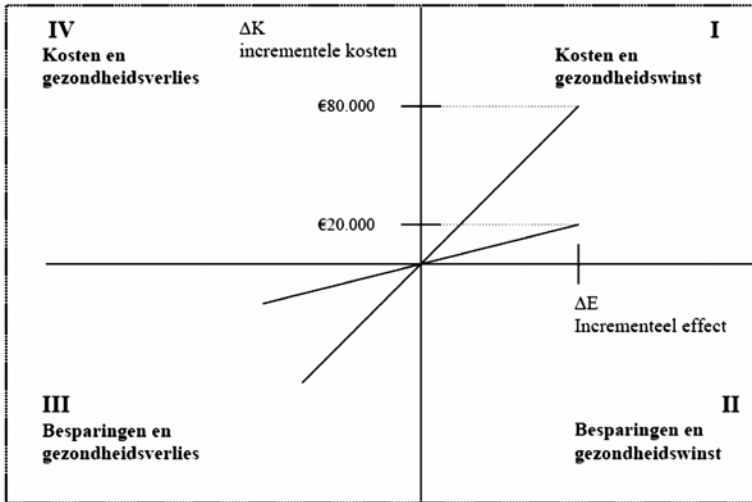 IV
Kosten en
gezondheidsverlies
ΔK
incrementele kosten
I
Kosten en
gezondheidswinst
€80.000
€20.000
ΔE
Incrementeel effect
III
Besparingen en
gezondheidsverlies
II
Besparingen en
gezondheidswinst